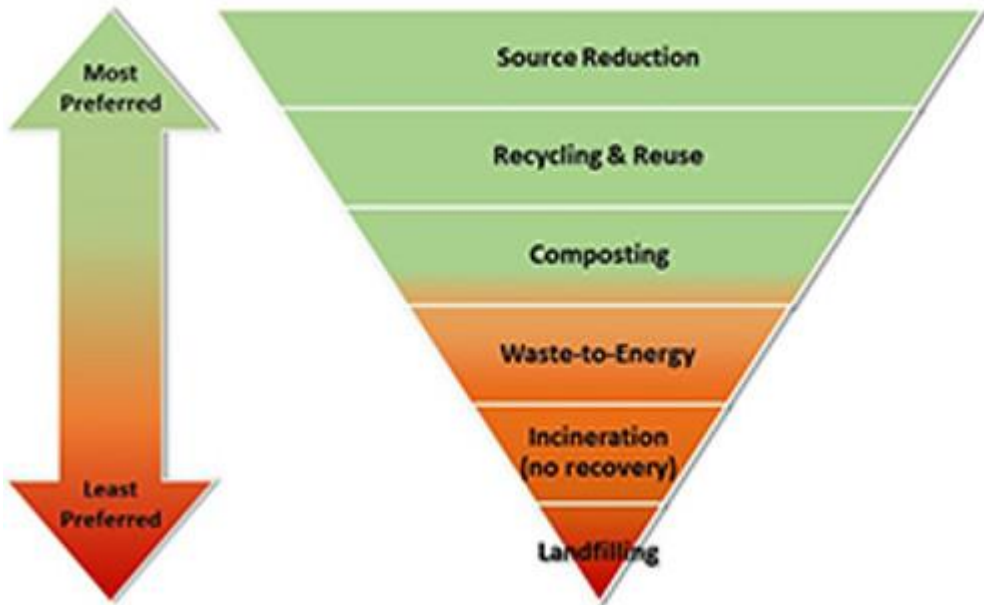 Most
Preferred
Source Reduction
Recycling & Reuse
Composting
Waste-to-Energy
Incineration
(no recovery)
Least
Preferred
Landfilling